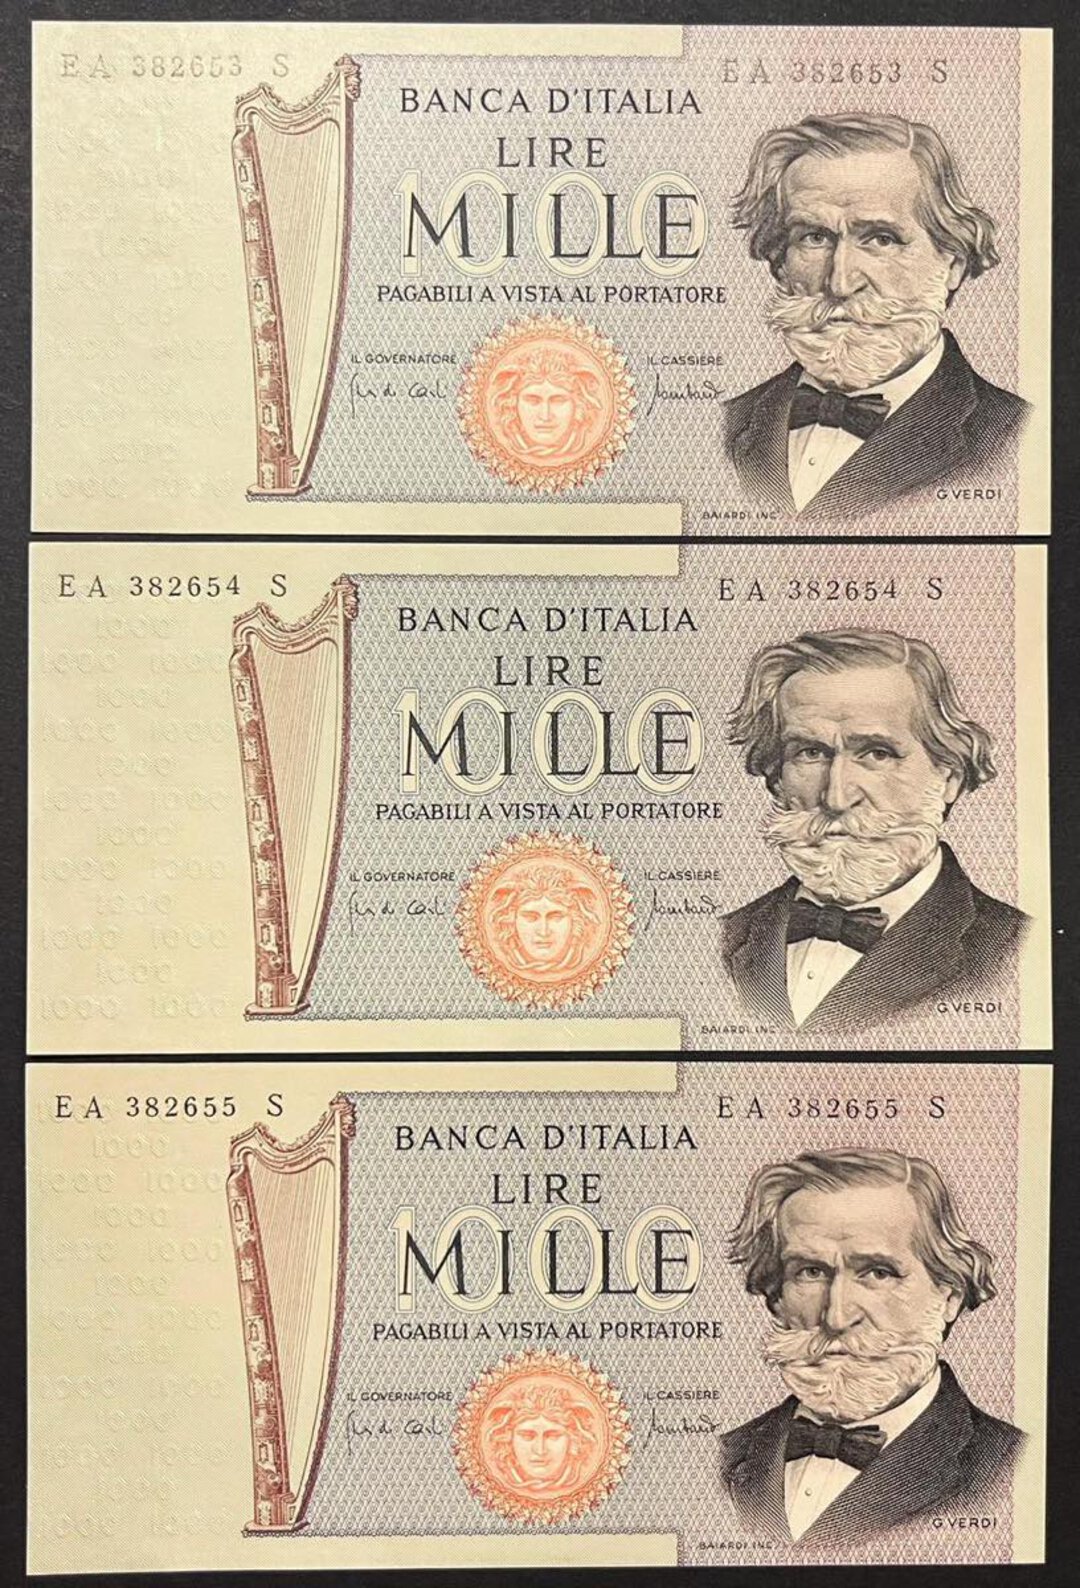 EA 382653 S EA 382653 S
BANCA D'ITALIA
LIRE
1000
MILLE
PAGABILI A VISTA AL PORTATORE
IL GOVERNATORE IL CASSIERE
G. VERDI
BAIARDI INC.
EA 382654 S EA 382654 S
BANCA D'ITALIA
LIRE
1000
MILLE
PAGABILI A VISTA AL PORTATORE
IL GOVERNATORE IL CASSIERE
G. VERDI
BAIARDI INC.
EA 382655 S EA 382655 S
BANCA D'ITALIA
LIRE
1000
MILLE
PAGABILI A VISTA AL PORTATORE
IL GOVERNATORE IL CASSIERE
G. VERDI
BAIARDI INC.